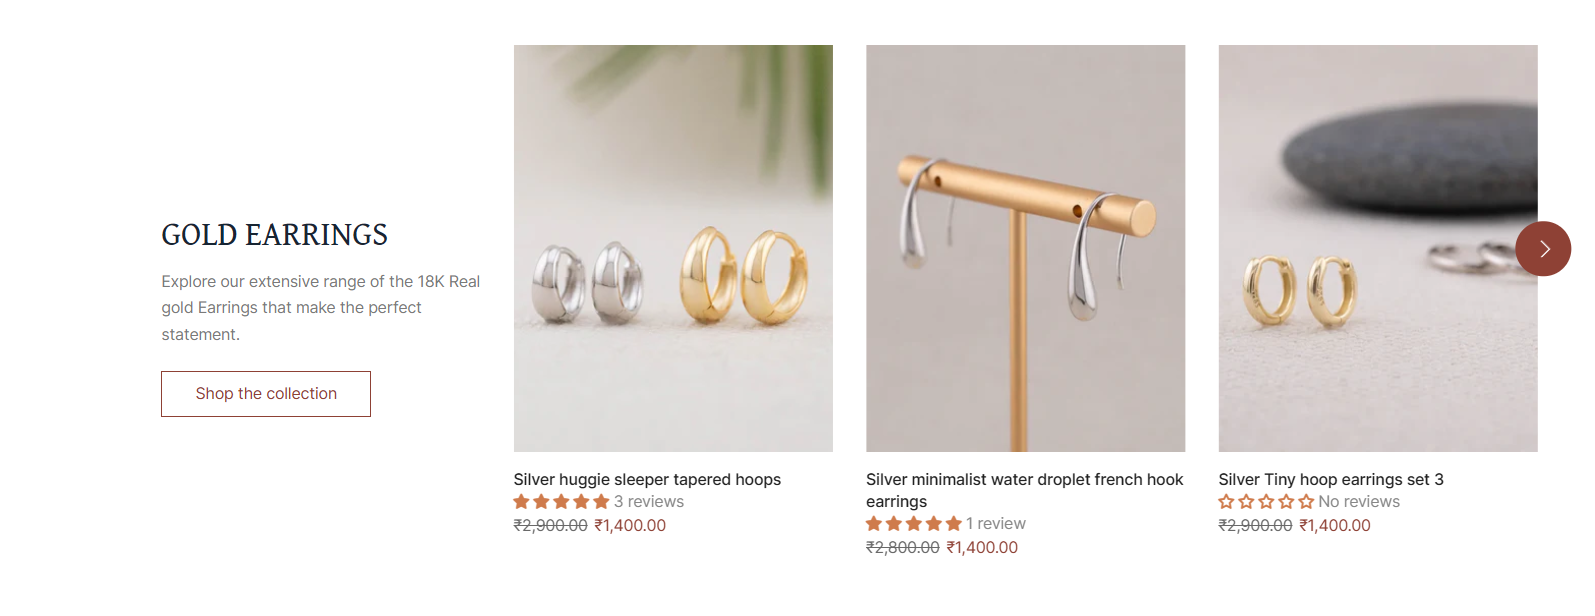 GOLD EARRINGS
Explore our extensive range of the 18K Real
gold Earrings that make the perfect
statement.
Shop the collection
Silver huggie sleeper tapered hoops
3 reviews
₹2,900.00 ₹1,400.00
Silver minimalist water droplet french hook
earrings
1 review
₹2,800.00 ₹1,400.00
Silver Tiny hoop earrings set 3
No reviews
₹2,900.00 ₹1,400.00